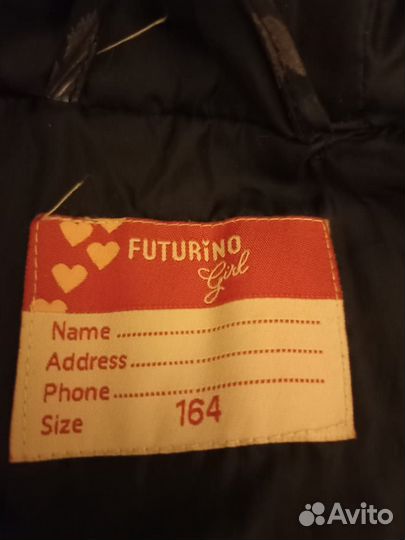 FUTURiNO
Girl
Name
Address
Phone
Size 164
Avito